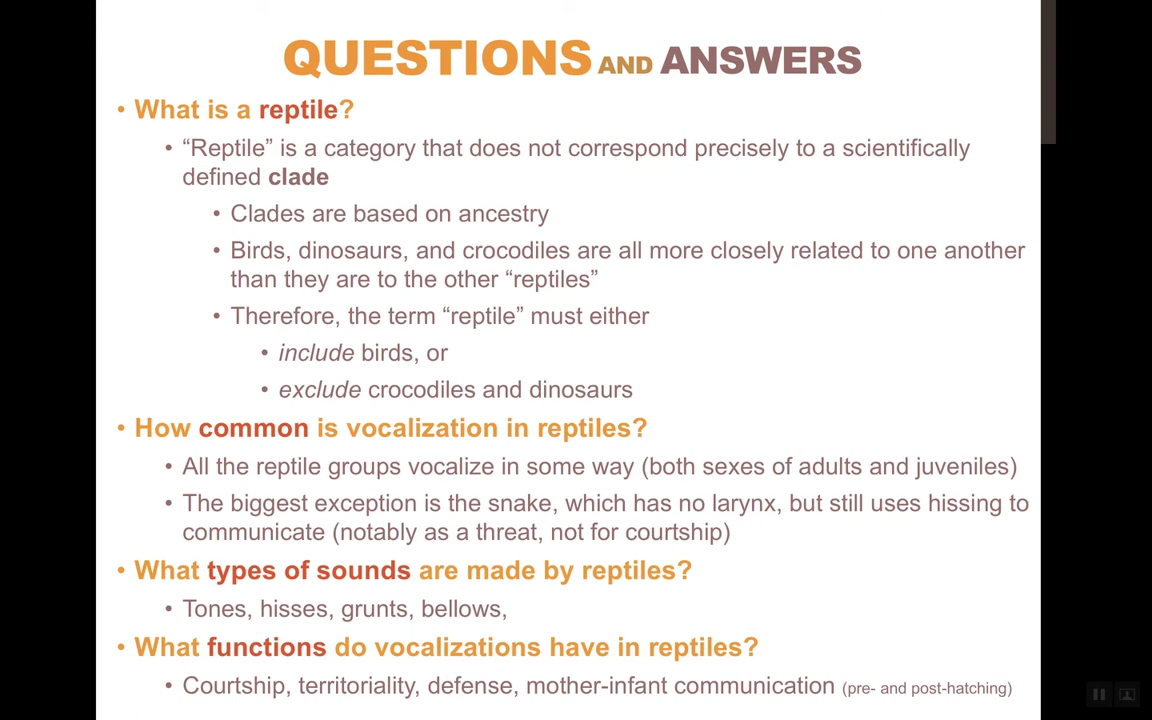 QUESTIONS AND ANSWERS
• What is a reptile?
• “Reptile” is a category that does not correspond precisely to a scientifically
defined clade
• Clades are based on ancestry
• Birds, dinosaurs, and crocodiles are all more closely related to one another
than they are to the other “reptiles”
• Therefore, the term “reptile” must either
• include birds, or
• exclude crocodiles and dinosaurs
• How common is vocalization in reptiles?
• All the reptile groups vocalize in some way (both sexes of adults and juveniles)
• The biggest exception is the snake, which has no larynx, but still uses hissing to
communicate (notably as a threat, not for courtship)
• What types of sounds are made by reptiles?
• Tones, hisses, grunts, bellows,
• What functions do vocalizations have in reptiles?
• Courtship, territoriality, defense, mother-infant communication (pre- and post-hatching)